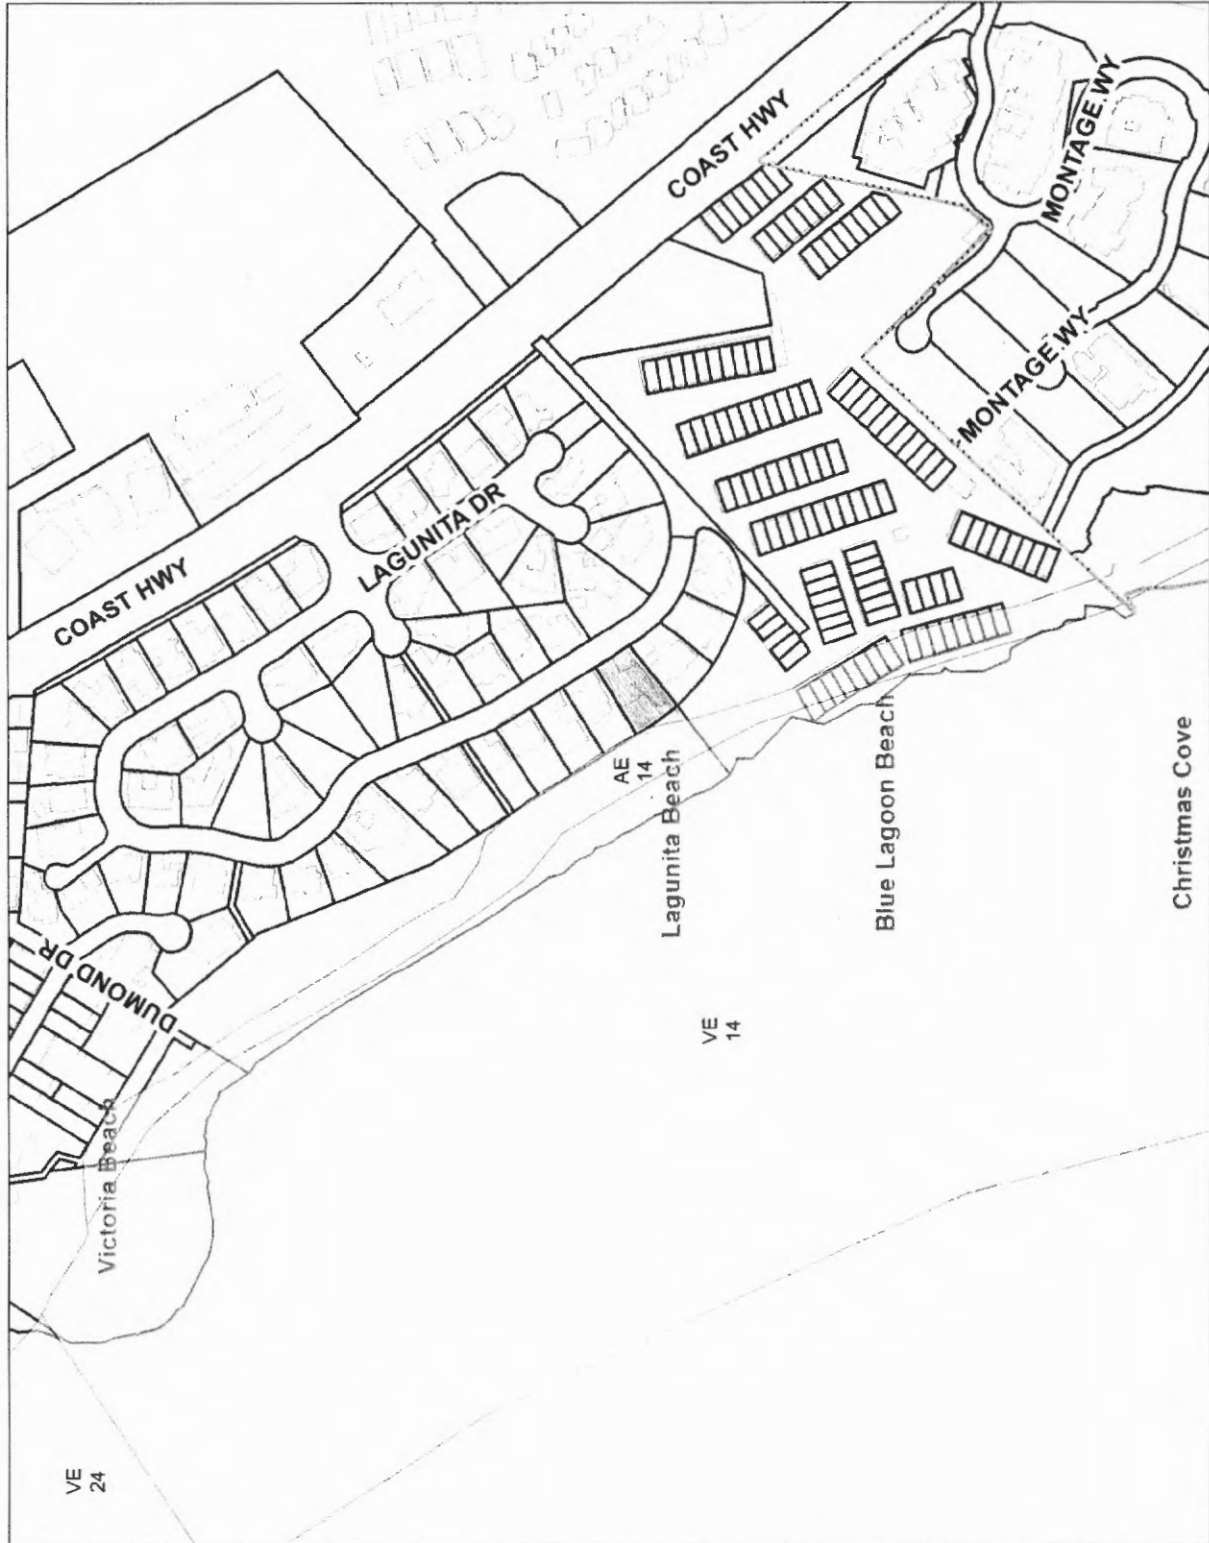 COAST HWY
MONTAGE WY
COAST HWY
LAGUNITA DR
MONTAGE WY
DUMOND DR
AE
14
Lagunita Beach
Blue Lagoon Beach
Christmas Cove
VE
14
Victoria Beach
VE
24